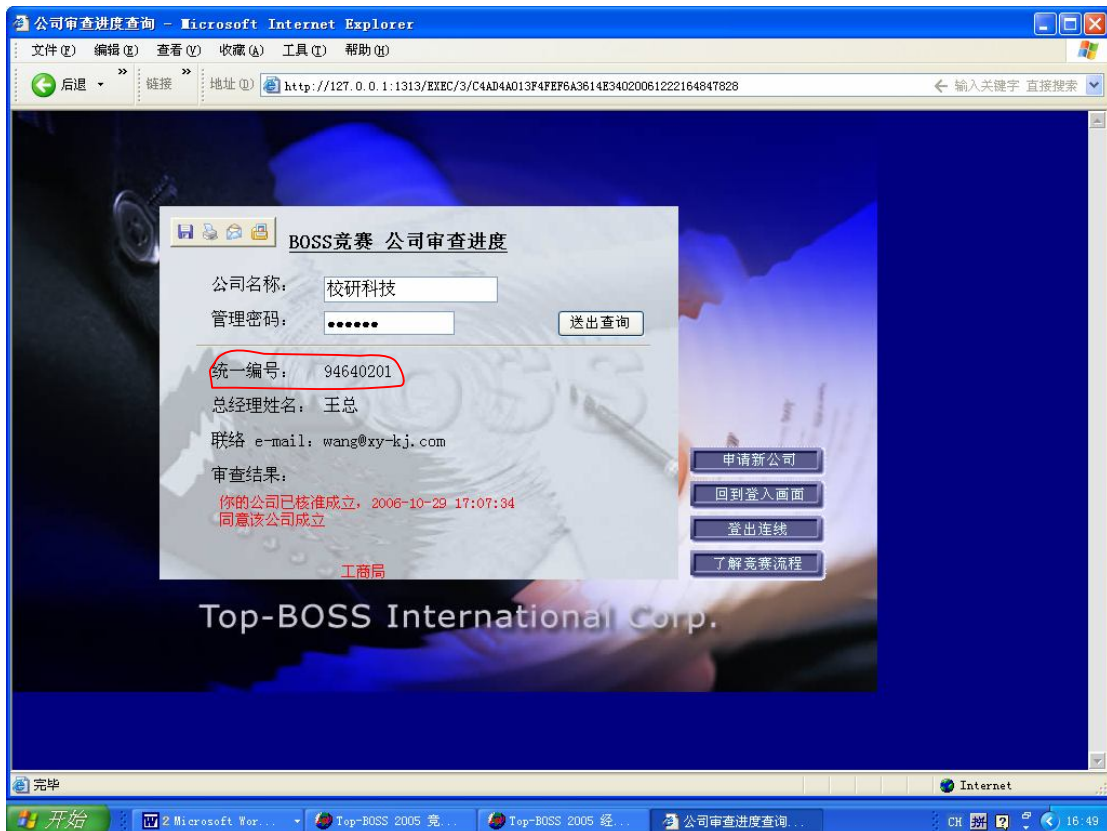 公司审查进度查询 - Microsoft Internet Explorer
文件(F) 编辑(E) 查看(V) 收藏(A) 工具(T) 帮助(H)
后退 » 链接 » 地址(D) http://127.0.0.1:1313/EXEC/3/C4AD4A013F4FEF6A3614E34020061222164847828 输入关键字 直接搜索
BOSS竞赛 公司审查进度
公司名称: 校研科技
管理密码: ●●●●●● 送出查询
统一编号: 94640201
总经理姓名: 王总
联络 e-mail: wang@xy-kj.com
审查结果:
你的公司已核准成立, 2006-10-29 17:07:34
同意该公司成立
工商局
申请新公司
回到登入画面
登出连线
了解竞赛流程
Top-BOSS International Corp.
完毕 Internet
开始 2 Microsoft Wor... Top-BOSS 2005 竞... Top-BOSS 2005 经... 公司审查进度查询... CH 拼 16:49